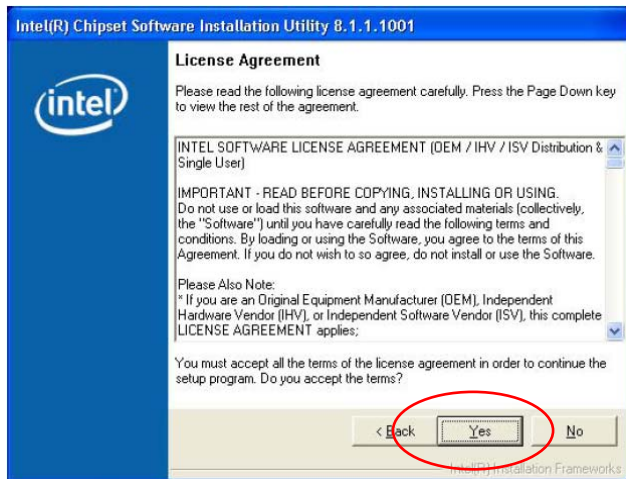 Intel(R) Chipset Software Installation Utility 8.1.1.1001
License Agreement
Please read the following license agreement carefully. Press the Page Down key
to view the rest of the agreement.
intel
INTEL SOFTWARE LICENSE AGREEMENT (OEM / IHV / ISV Distribution &
Single User)
IMPORTANT - READ BEFORE COPYING, INSTALLING OR USING.
Do not use or load this software and any associated materials (collectively,
the "Software") until you have carefully read the following terms and
conditions. By loading or using the Software, you agree to the terms of this
Agreement. If you do not wish to so agree, do not install or use the Software.
Please Also Note:
* If you are an Original Equipment Manufacturer (OEM), Independent
Hardware Vendor (IHV), or Independent Software Vendor (ISV), this complete
LICENSE AGREEMENT applies;
You must accept all the terms of the license agreement in order to continue the
setup program. Do you accept the terms?
< Back Yes No
Intel(R) Installation Frameworks